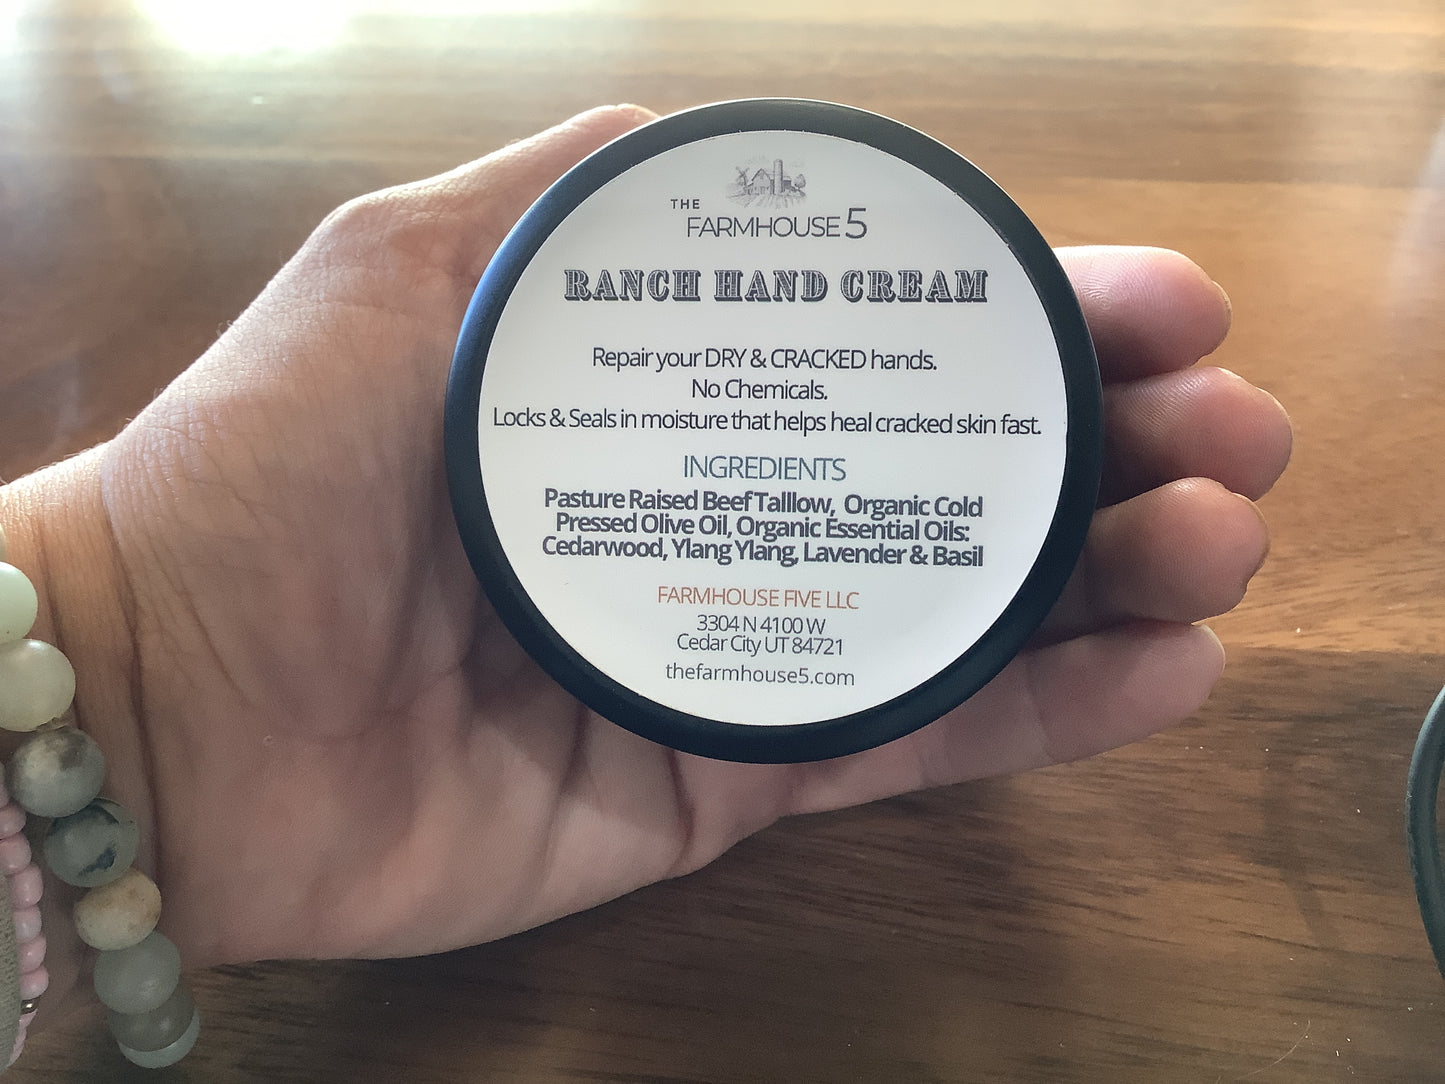 THE
FARMHOUSE 5
RANCH HAND CREAM
Repair your DRY & CRACKED hands.
No Chemicals.
Locks & Seals in moisture that helps heal cracked skin fast.
INGREDIENTS
Pasture Raised Beef Talllow, Organic Cold
Pressed Olive Oil, Organic Essential Oils:
Cedarwood, Ylang Ylang, Lavender & Basil
FARMHOUSE FIVE LLC
3304 N 4100 W
Cedar City UT 84721
thefarmhouse5.com